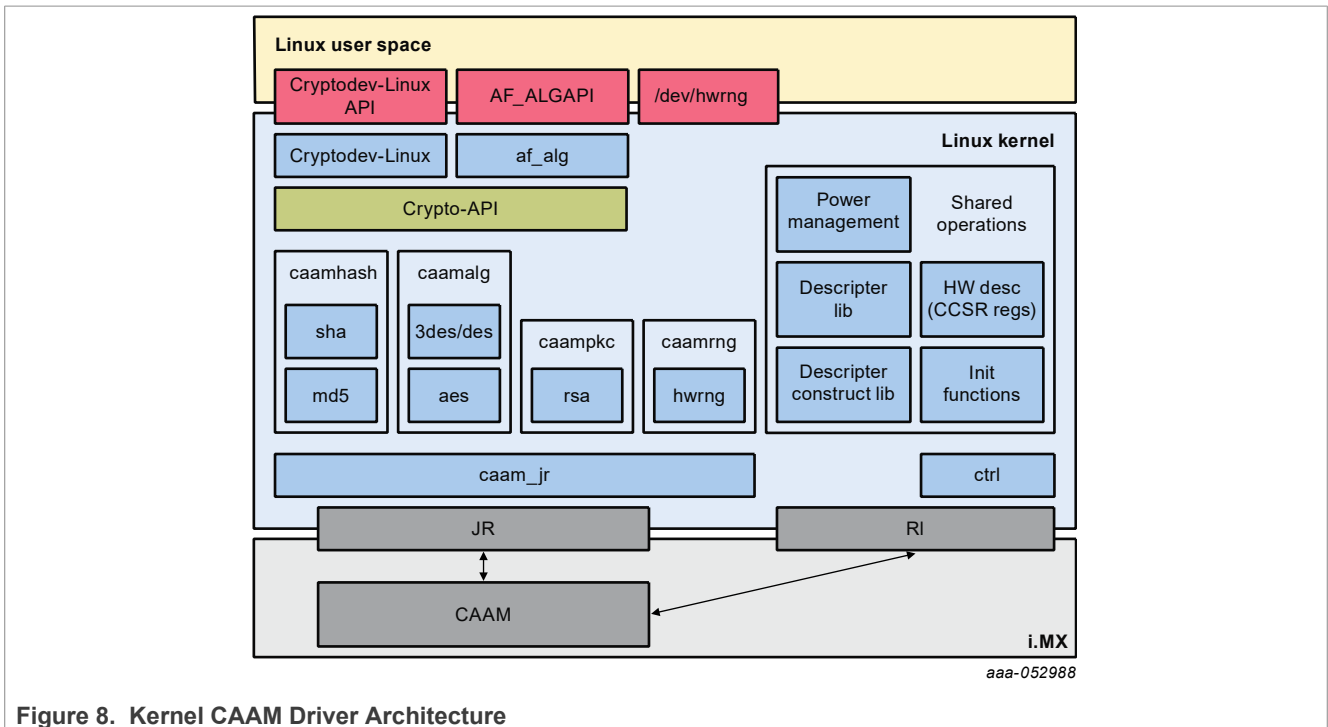 Linux user space
Cryptodev-Linux
API
AF_ALGAPI
/dev/hwrng
Linux kernel
Cryptodev-Linux
af_alg
Crypto-API
Power
management
Shared
operations
caamhash
caamalg
Descripter
lib
HW desc
(CCSR regs)
sha
3des/des
caampkc
caamrng
md5
aes
rsa
hwrng
Descripter
construct lib
Init
functions
caam_jr
ctrl
JR
RI
CAAM
i.MX
aaa-052988
Figure 8. Kernel CAAM Driver Architecture